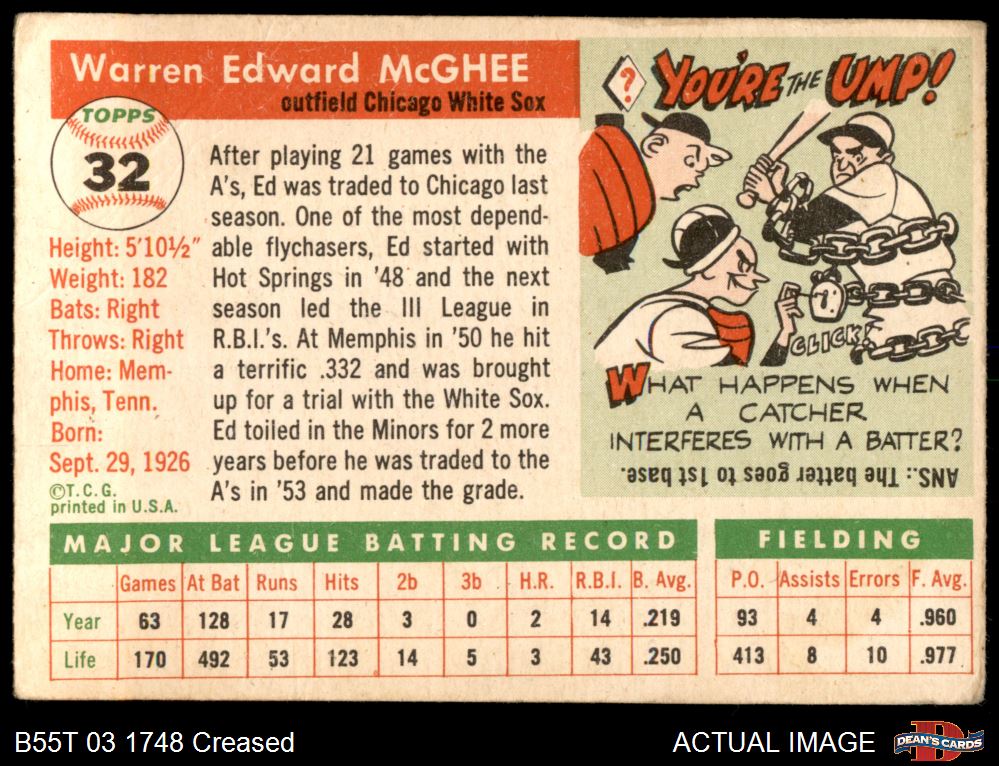 Warren Edward McGHEE
outfield Chicago White Sox
TOPPS
32
Height: 5'10½"
Weight: 182
Bats: Right
Throws: Right
Home: Mem-
phis, Tenn.
Born:
Sept. 29, 1926
©T.C.G.
printed in U.S.A.
After playing 21 games with the
A's, Ed was traded to Chicago last
season. One of the most depend-
able flychasers, Ed started with
Hot Springs in '48 and the next
season led the III League in
R.B.I.'s. At Memphis in '50 he hit
a terrific .332 and was brought
up for a trial with the White Sox.
Ed toiled in the Minors for 2 more
years before he was traded to the
A's in '53 and made the grade.
? YOU'RE THE UMP!
CLICK!
WHAT HAPPENS WHEN
A CATCHER
INTERFERES WITH A BATTER?
ANS.: The batter goes to 1st base.
MAJOR LEAGUE BATTING RECORD
Games At Bat Runs Hits 2b 3b H.R. R.B.I. B. Avg.
Year 63 128 17 28 3 0 2 14 .219
Life 170 492 53 123 14 5 3 43 .250
FIELDING
P.O. Assists Errors F. Avg.
93 4 4 .960
413 8 10 .977
B55T 03 1748 Creased
ACTUAL IMAGE
DEAN'S CARDS